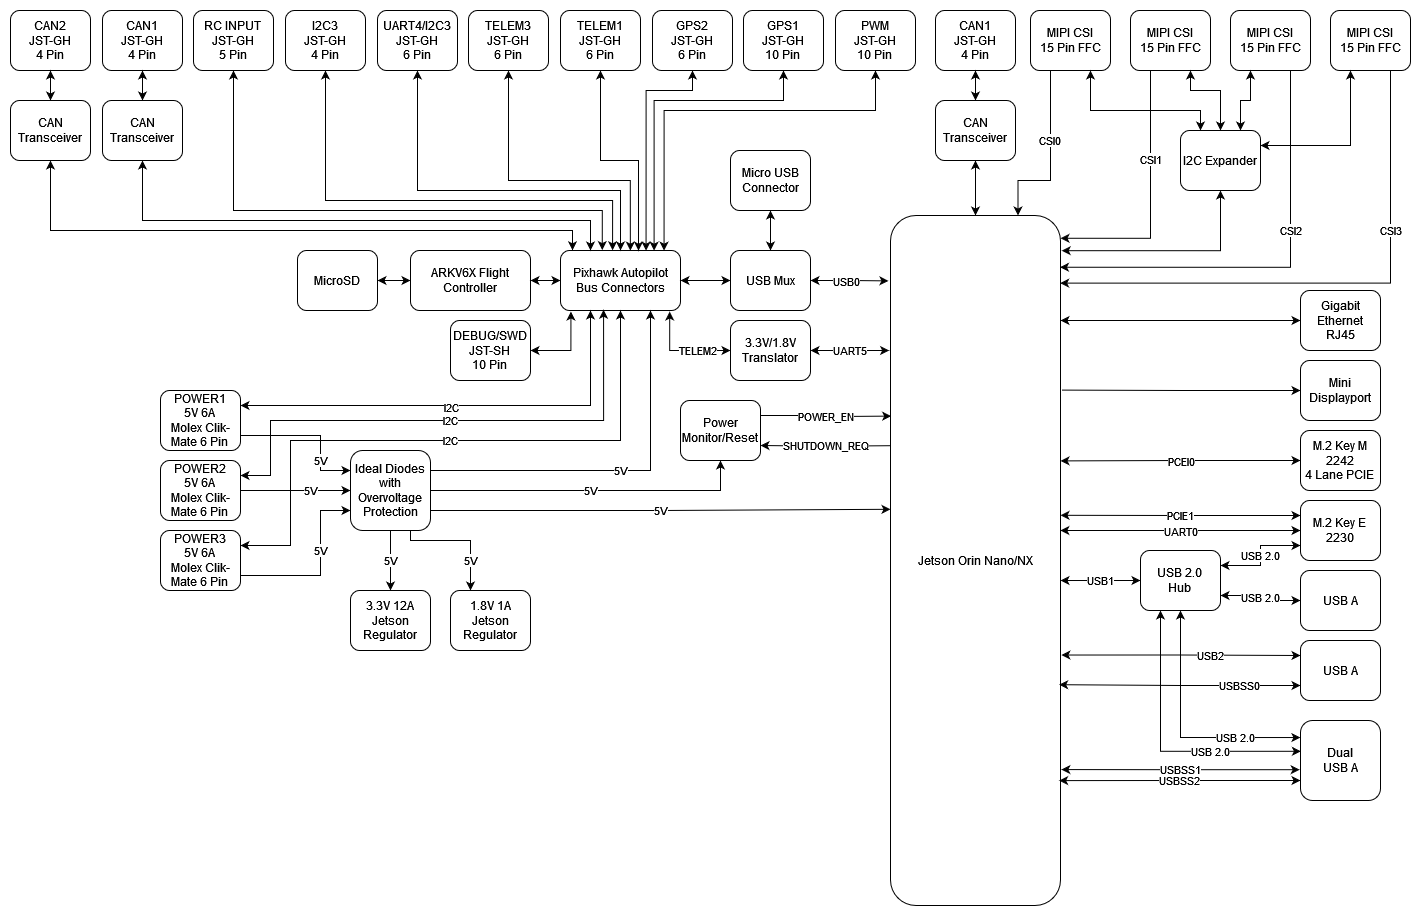 CAN2
JST-GH
4 Pin
CAN1
JST-GH
4 Pin
RC INPUT
JST-GH
5 Pin
I2C3
JST-GH
4 Pin
UART4/I2C3
JST-GH
6 Pin
TELEM3
JST-GH
6 Pin
TELEM1
JST-GH
6 Pin
GPS2
JST-GH
6 Pin
GPS1
JST-GH
10 Pin
PWM
JST-GH
10 Pin
CAN1
JST-GH
4 Pin
MIPI CSI
15 Pin FFC
MIPI CSI
15 Pin FFC
MIPI CSI
15 Pin FFC
MIPI CSI
15 Pin FFC
CAN
Transceiver
CAN
Transceiver
CAN
Transceiver
CSI0
CSI1
I2C Expander
CSI2
CSI3
Micro USB
Connector
MicroSD
ARKV6X Flight
Controller
Pixhawk Autopilot
Bus Connectors
USB Mux
USB0
DEBUG/SWD
JST-SH
10 Pin
TELEM2
3.3V/1.8V
Translator
UART5
Gigabit
Ethernet
RJ45
Mini
Displayport
POWER1
5V 6A
Molex Clik-
Mate 6 Pin
I2C
I2C
I2C
5V
Power
Monitor/Reset
POWER_EN
SHUTDOWN_REQ
POWER2
5V 6A
Molex Clik-
Mate 6 Pin
5V
Ideal Diodes
with
Overvoltage
Protection
5V
5V
5V
PCEI0
M.2 Key M
2242
4 Lane PCIE
POWER3
5V 6A
Molex Clik-
Mate 6 Pin
5V
5V
5V
3.3V 12A
Jetson
Regulator
1.8V 1A
Jetson
Regulator
Jetson Orin Nano/NX
PCIE1
UART0
M.2 Key E
2230
USB1
USB 2.0
Hub
USB 2.0
USB 2.0
USB A
USB2
USBSS0
USB A
USB 2.0
USB 2.0
USBSS1
USBSS2
Dual
USB A